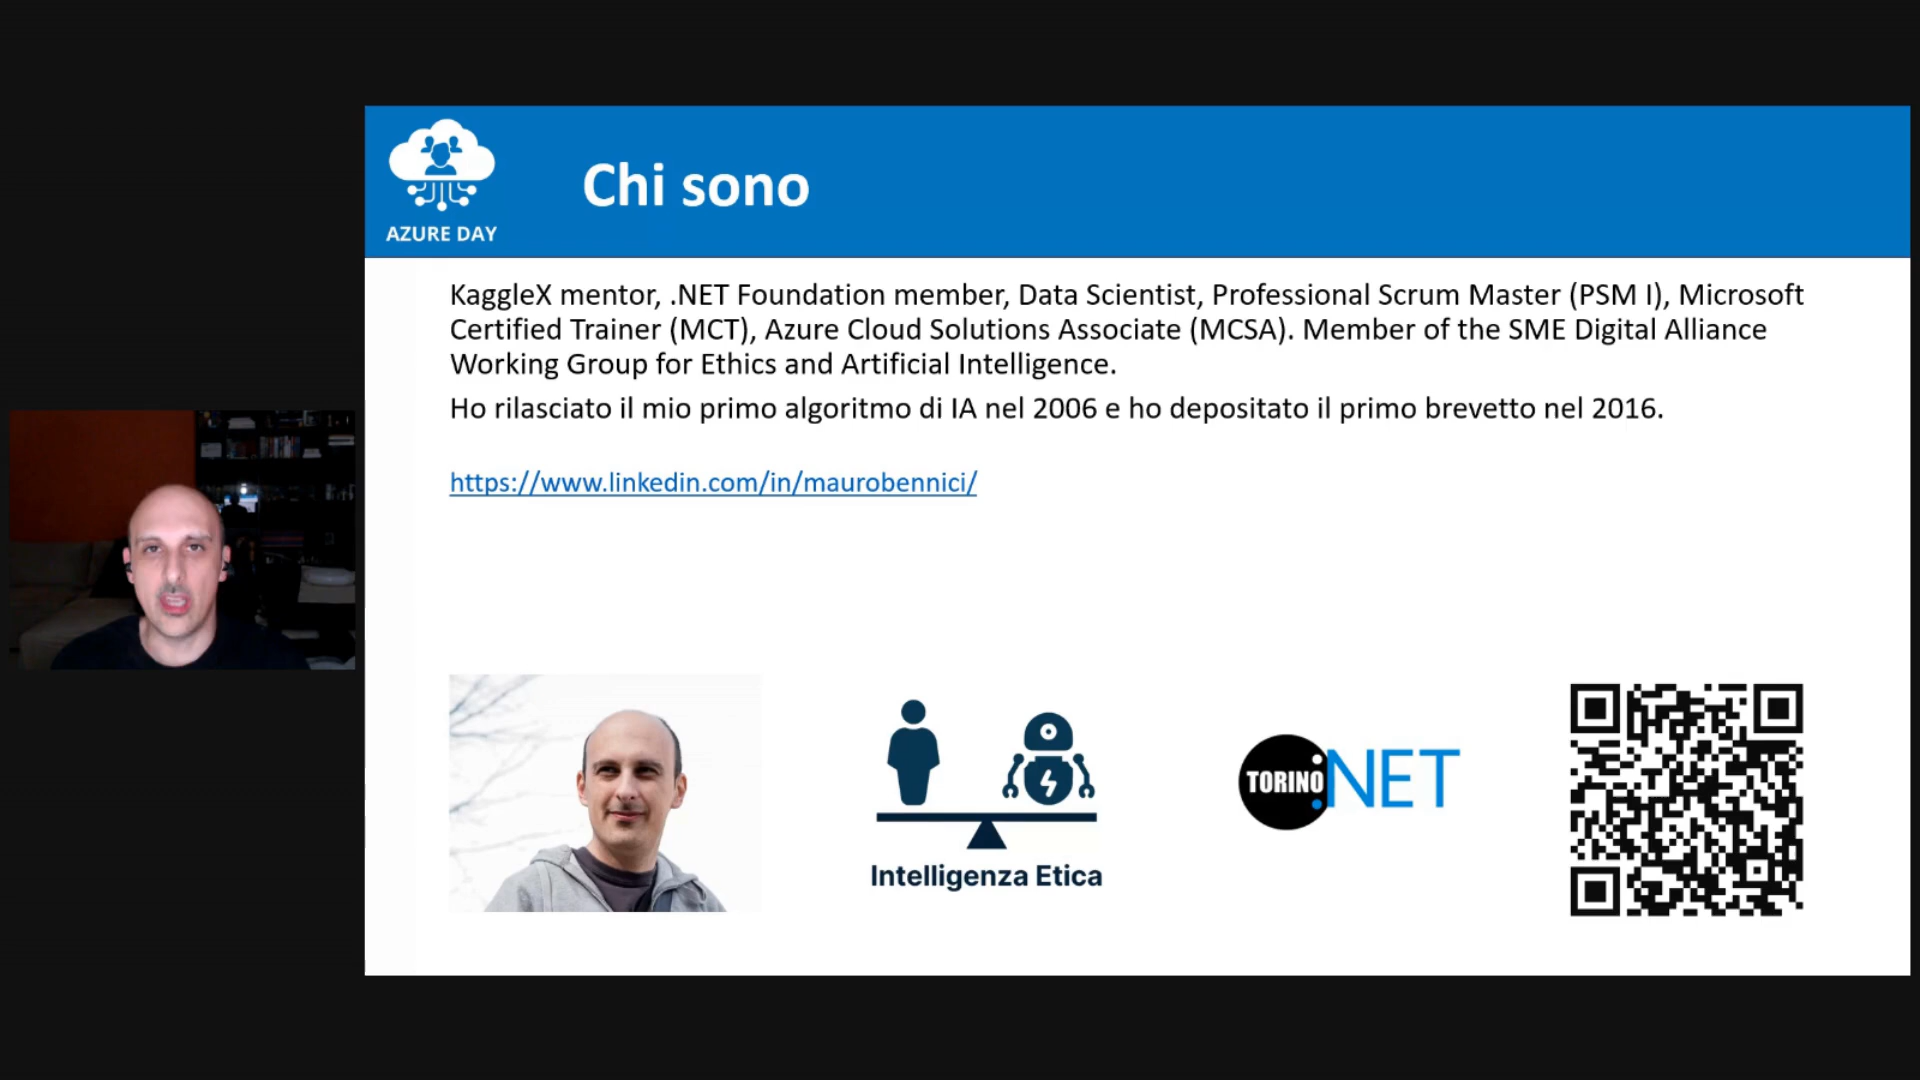 AZURE DAY
Chi sono
KaggleX mentor, .NET Foundation member, Data Scientist, Professional Scrum Master (PSM I), Microsoft
Certified Trainer (MCT), Azure Cloud Solutions Associate (MCSA). Member of the SME Digital Alliance
Working Group for Ethics and Artificial Intelligence.
Ho rilasciato il mio primo algoritmo di IA nel 2006 e ho depositato il primo brevetto nel 2016.
https://www.linkedin.com/in/maurobennici/
Intelligenza Etica
TORINO.NET